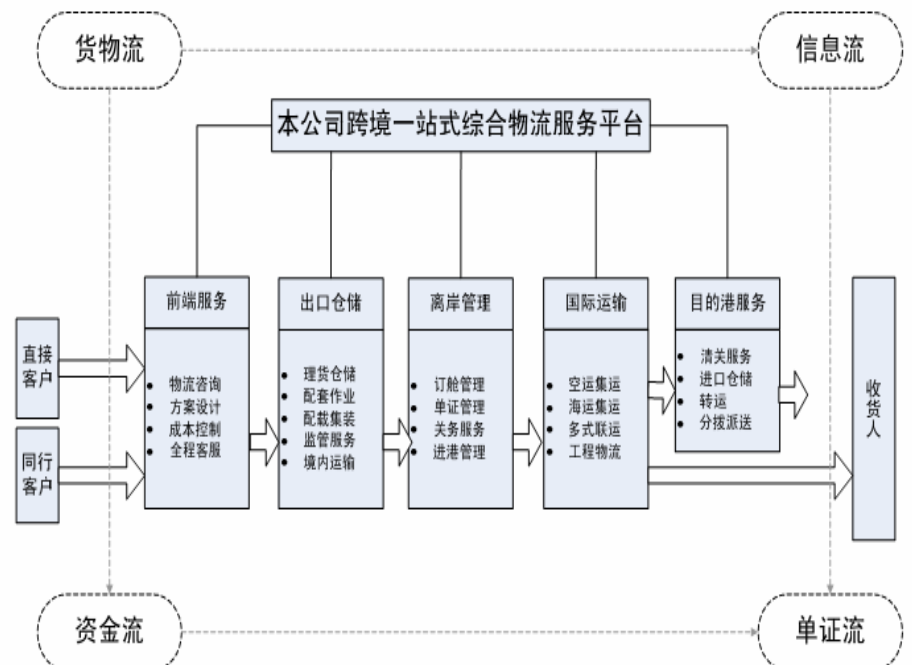 货物流
信息流
本公司跨境一站式综合物流服务平台
直接
客户
同行
客户
前端服务
物流咨询
方案设计
成本控制
全程客服
出口仓储
理货仓储
配套作业
配载集装
监管服务
境内运输
离岸管理
订舱管理
单证管理
关务服务
进港管理
国际运输
空运集运
海运集运
多式联运
工程物流
目的港服务
清关服务
进口仓储
转运
分拨派送
收货人
资金流
单证流